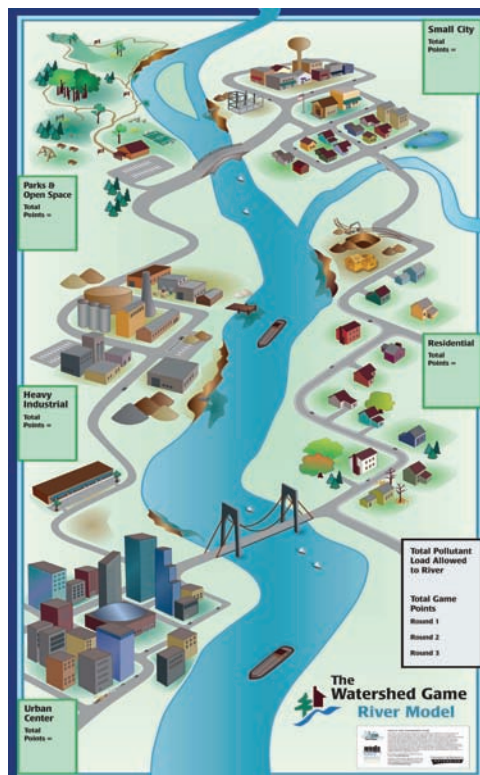 Small City
Total
Points =
Parks &
Open Space
Total
Points =
Residential
Total
Points =
Heavy
Industrial
Total
Points =
Total Pollutant
Load Allowed
to River
Total Game
Points
Round 1
Round 2
Round 3
The
Watershed Game
River Model
Urban
Center
Total
Points =